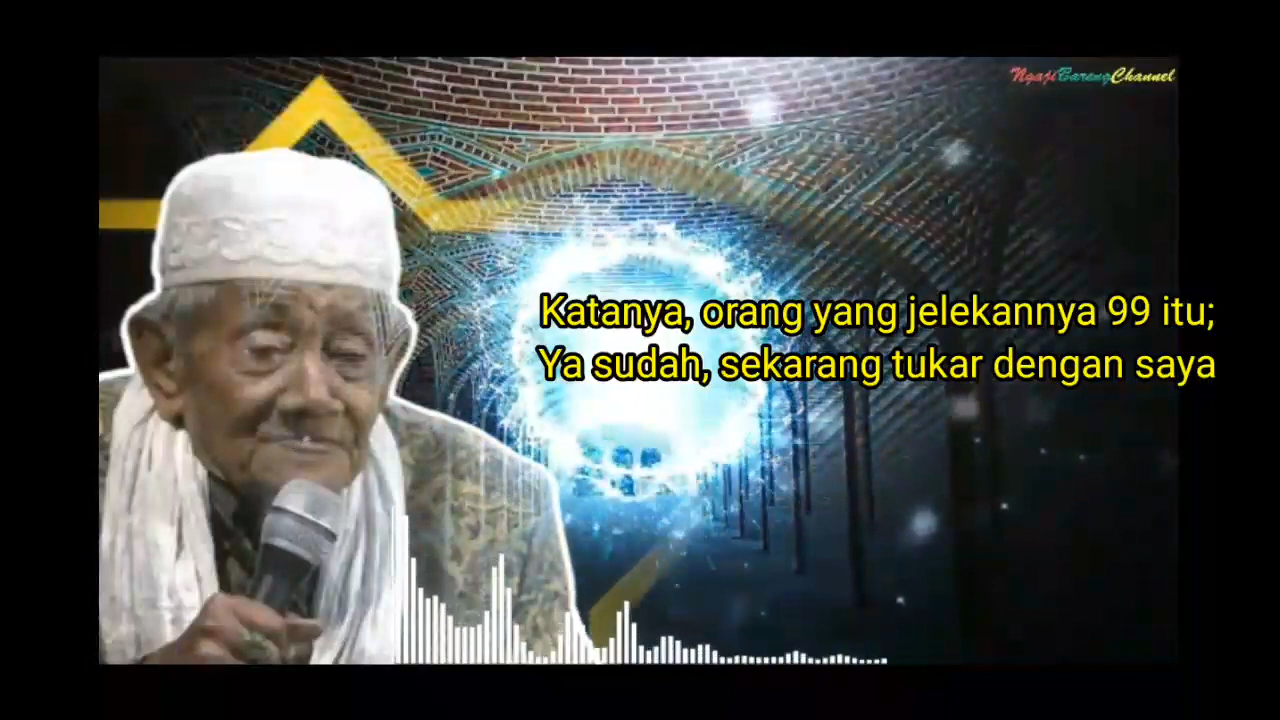 NgajiBarengChannel
Katanya, orang yang jelekannya 99 itu;
Ya sudah, sekarang tukar dengan saya